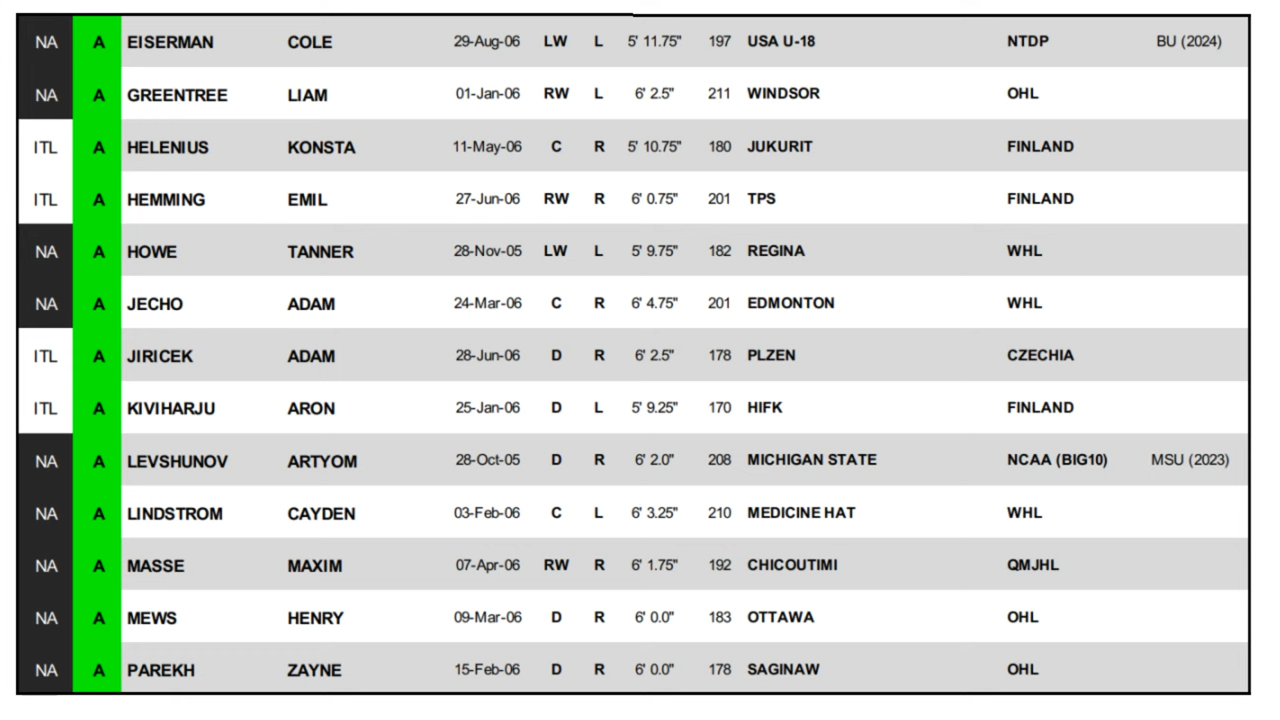 NA A EISERMAN COLE 29-Aug-06 LW L 5' 11.75" 197 USA U-18 NTDP BU (2024)
NA A GREENTREE LIAM 01-Jan-06 RW L 6' 2.5" 211 WINDSOR OHL
ITL A HELENIUS KONSTA 11-May-06 C R 5' 10.75" 180 JUKURIT FINLAND
ITL A HEMMING EMIL 27-Jun-06 RW R 6' 0.75" 201 TPS FINLAND
NA A HOWE TANNER 28-Nov-05 LW L 5' 9.75" 182 REGINA WHL
NA A JECHO ADAM 24-Mar-06 C R 6' 4.75" 201 EDMONTON WHL
ITL A JIRICEK ADAM 28-Jun-06 D R 6' 2.5" 178 PLZEN CZECHIA
ITL A KIVIHARJU ARON 25-Jan-06 D L 5' 9.25" 170 HIFK FINLAND
NA A LEVSHUNOV ARTYOM 28-Oct-05 D R 6' 2.0" 208 MICHIGAN STATE NCAA (BIG10) MSU (2023)
NA A LINDSTROM CAYDEN 03-Feb-06 C L 6' 3.25" 210 MEDICINE HAT WHL
NA A MASSE MAXIM 07-Apr-06 RW R 6' 1.75" 192 CHICOUTIMI QMJHL
NA A MEWS HENRY 09-Mar-06 D R 6' 0.0" 183 OTTAWA OHL
NA A PAREKH ZAYNE 15-Feb-06 D R 6' 0.0" 178 SAGINAW OHL